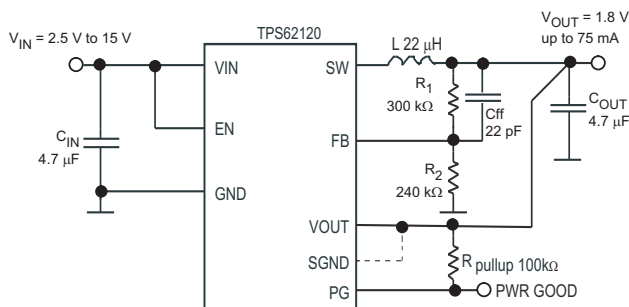 TPS62120
V_IN = 2.5 V to 15 V
V_OUT = 1.8 V
up to 75 mA
VIN
SW
L 22 μH
R_1
300 kΩ
Cff
22 pF
C_OUT
4.7 μF
EN
FB
C_IN
4.7 μF
R_2
240 kΩ
GND
VOUT
SGND
R_pullup 100kΩ
PG
PWR GOOD